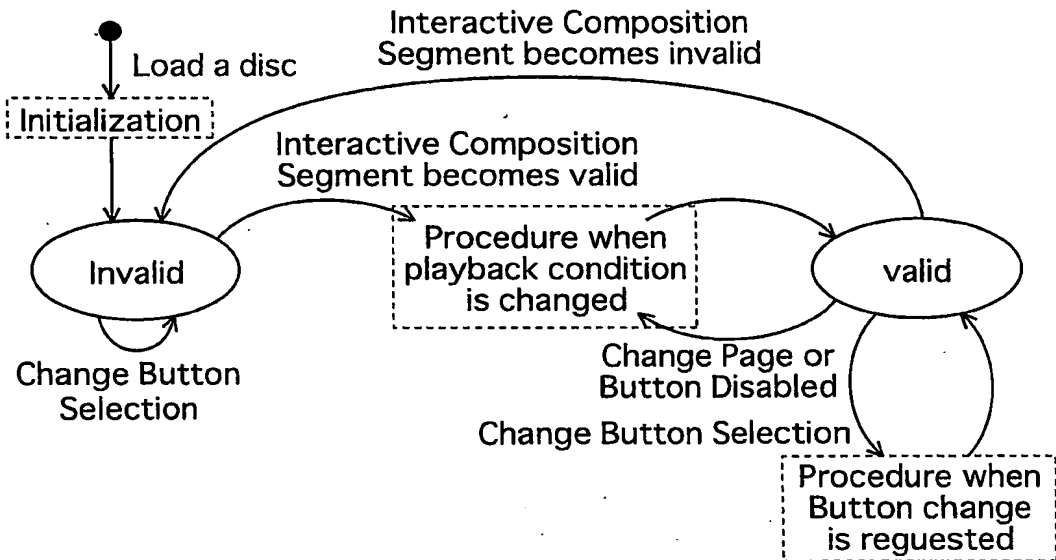 Interactive Composition
Segment becomes invalid
Load a disc
Initialization
Interactive Composition
Segment becomes valid
Procedure when
playback condition
is changed
Invalid
valid
Change Button
Selection
Change Page or
Button Disabled
Change Button Selection
Procedure when
Button change
is reguested